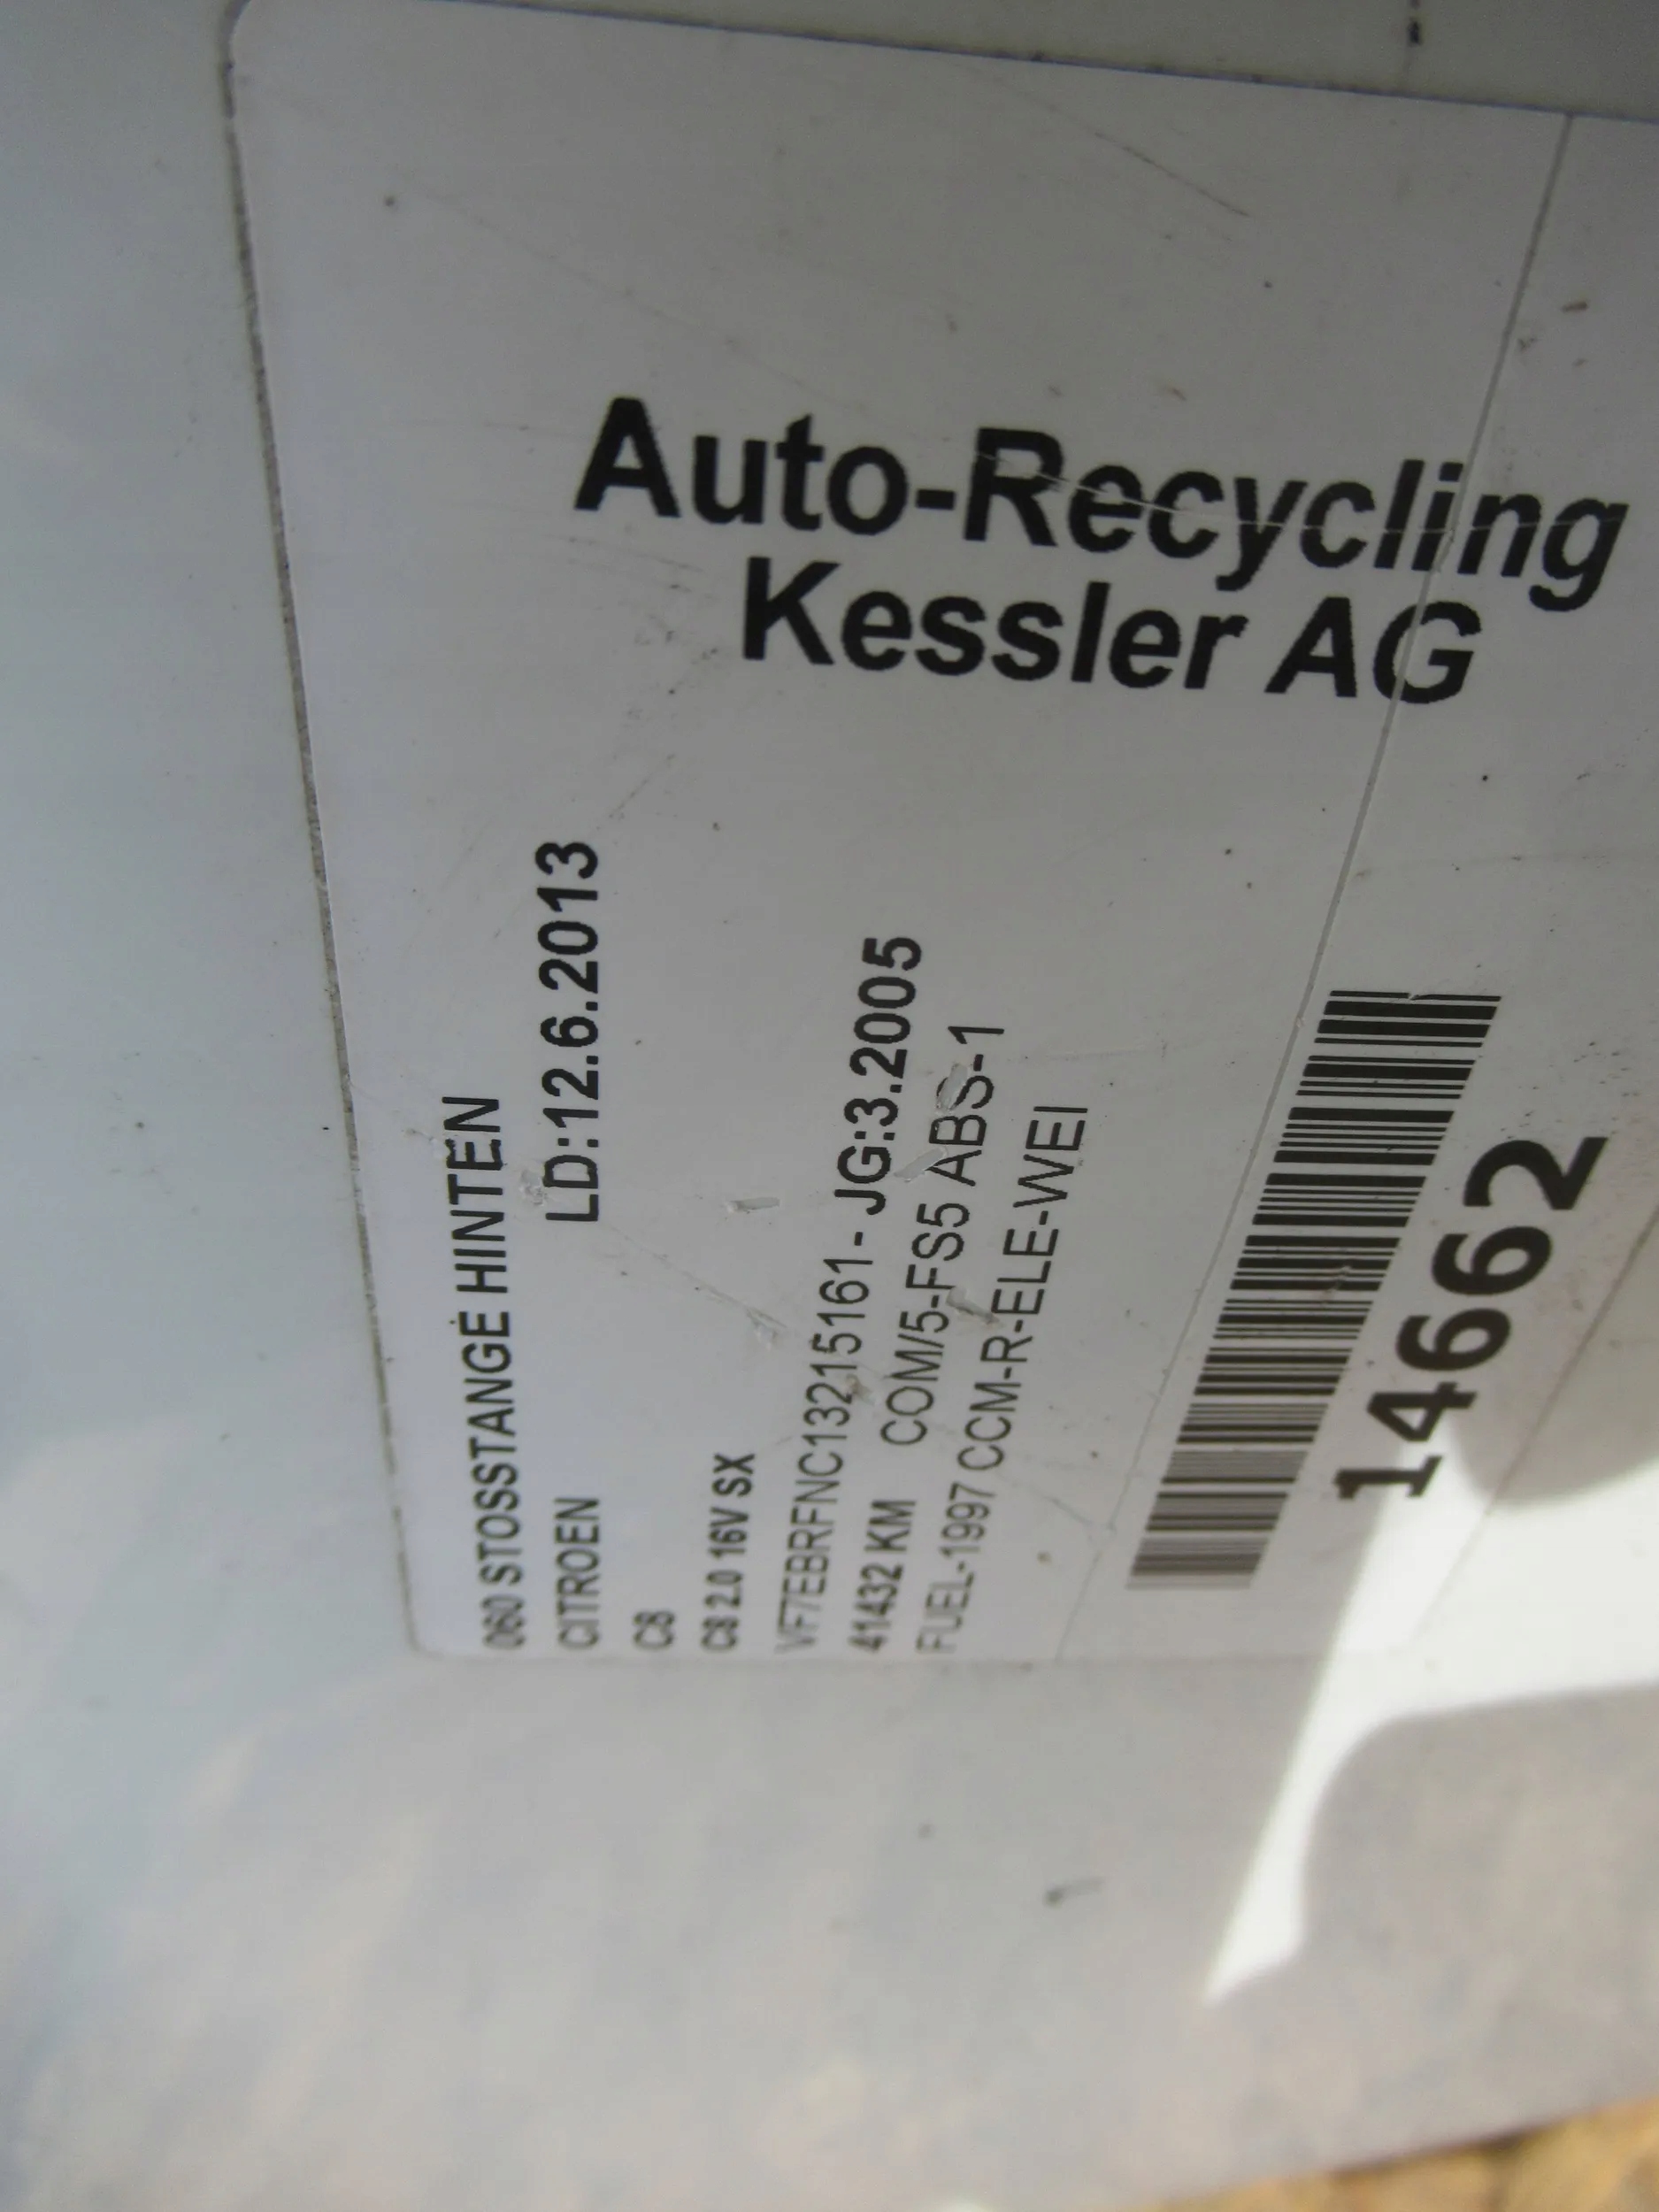 Auto-Recycling
Kessler AG
060 STOSSTANGE HINTEN
CITROEN LD:12.6.2013
C8
C8 2.0 16V SX
VF7EBRFNC13215161- JG:3.2005
41432 KM COM/5-FS5 ABS-1
FUEL-1997 CCM-R-ELE-WEI
14662